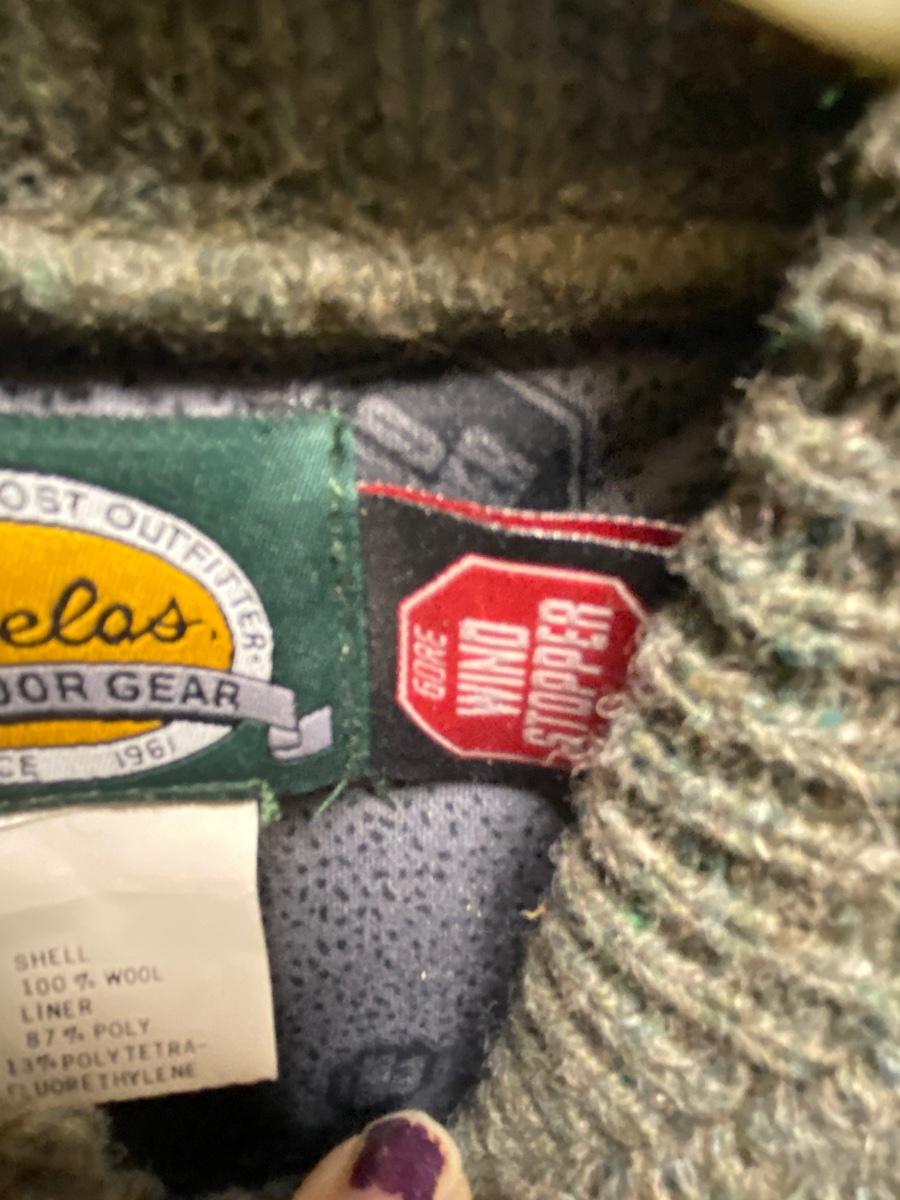 OST OUTFITTER®
elas.
OOR GEAR
CE 1961
GORE
WIND
STOPPER
SHELL
100% WOOL
LINER
87% POLY
13% POLYTETRA-
FLUORETHYLENE